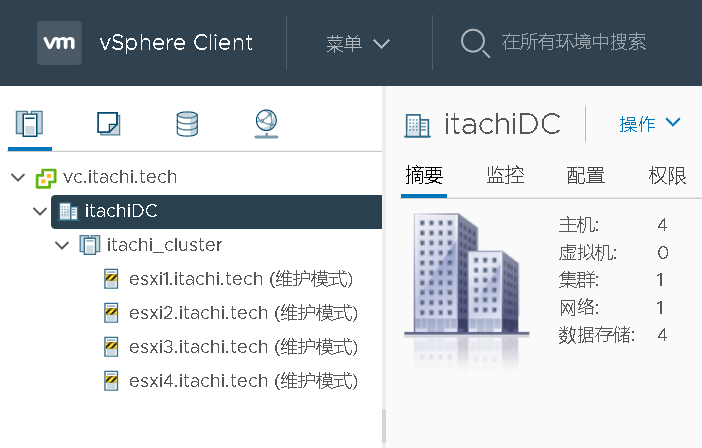 vm vSphere Client 菜单 在所有环境中搜索
vc.itachi.tech
itachiDC
itachi_cluster
esxi1.itachi.tech (维护模式)
esxi2.itachi.tech (维护模式)
esxi3.itachi.tech (维护模式)
esxi4.itachi.tech (维护模式)
itachiDC 操作
摘要 监控 配置 权限
主机: 4
虚拟机: 0
集群: 1
网络: 1
数据存储: 4